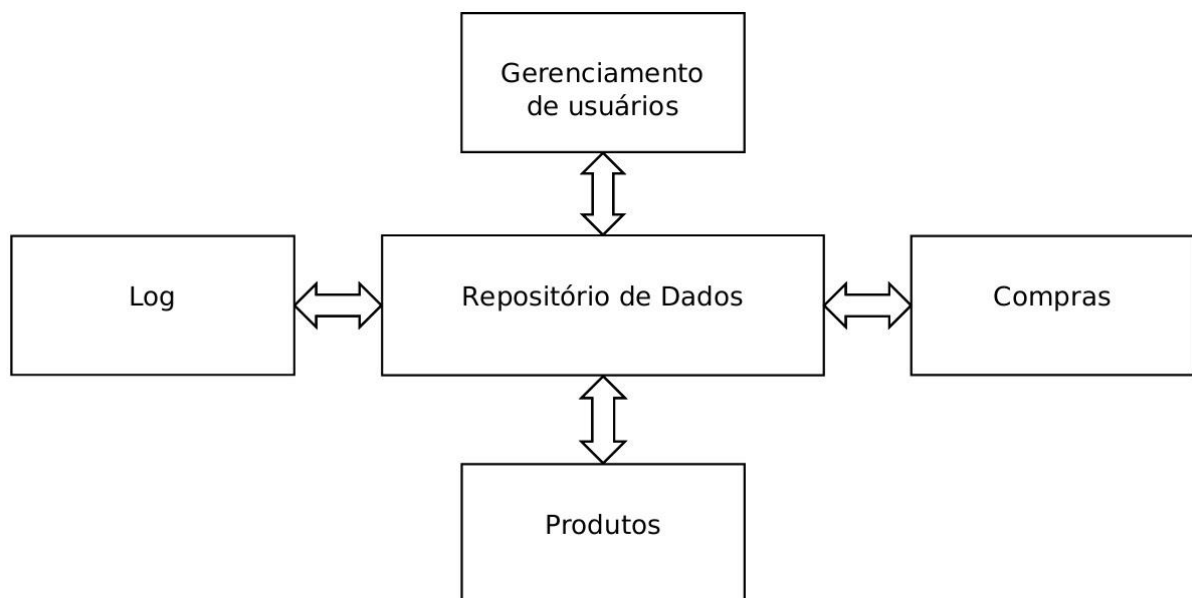 Gerenciamento
de usuários
Log
Repositório de Dados
Compras
Produtos